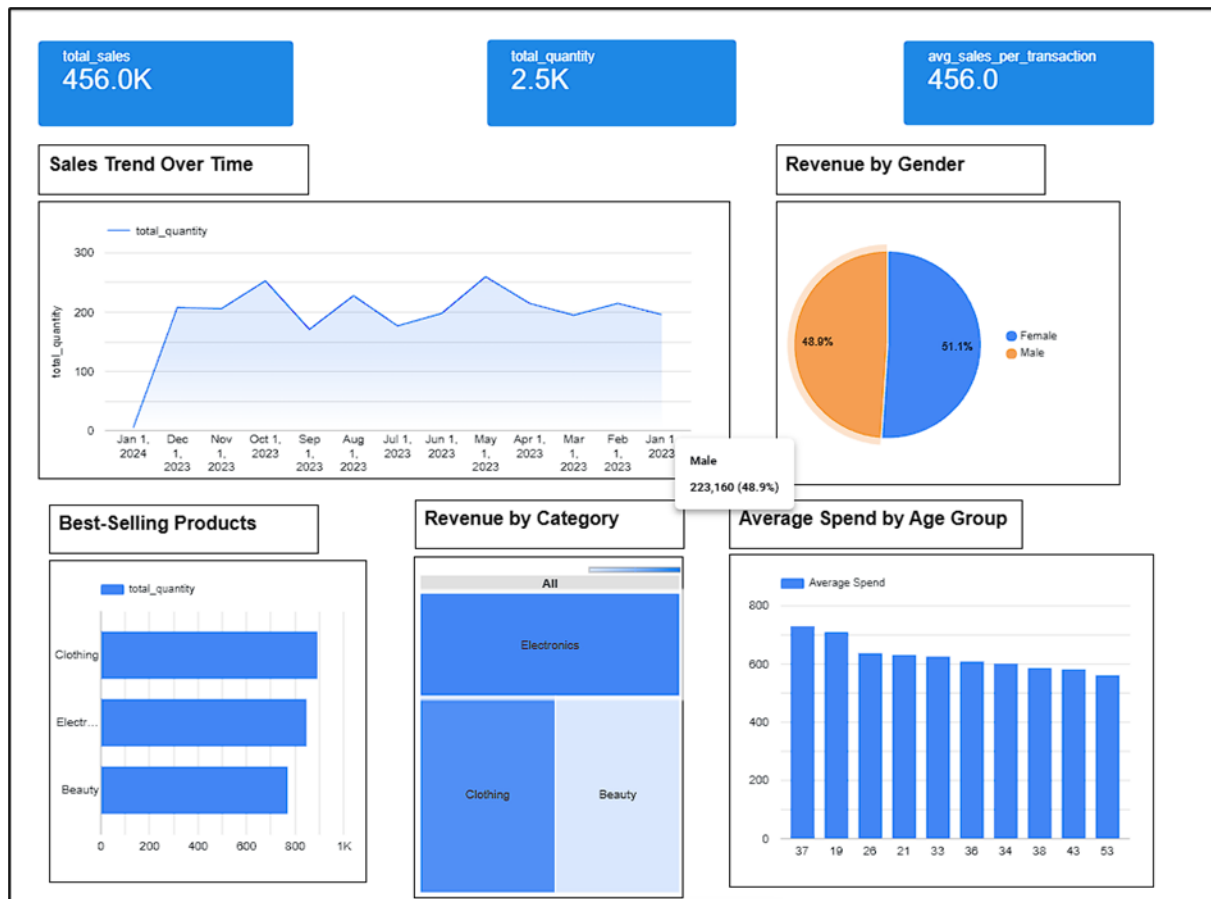 total_sales
456.0K
total_quantity
2.5K
avg_sales_per_transaction
456.0
Sales Trend Over Time
total_quantity
300
200
100
0
total_quantity
Jan 1, 2024
Dec 1, 2023
Nov 1, 2023
Oct 1, 2023
Sep 1, 2023
Aug 1, 2023
Jul 1, 2023
Jun 1, 2023
May 1, 2023
Apr 1, 2023
Mar 1, 2023
Feb 1, 2023
Jan 1, 2023
Revenue by Gender
48.9%
51.1%
Female
Male
Male
223,160 (48.9%)
Best-Selling Products
total_quantity
Clothing
Electr...
Beauty
0 200 400 600 800 1K
Revenue by Category
All
Electronics
Clothing
Beauty
Average Spend by Age Group
Average Spend
800
600
400
200
0
37 19 26 21 33 36 34 38 43 53